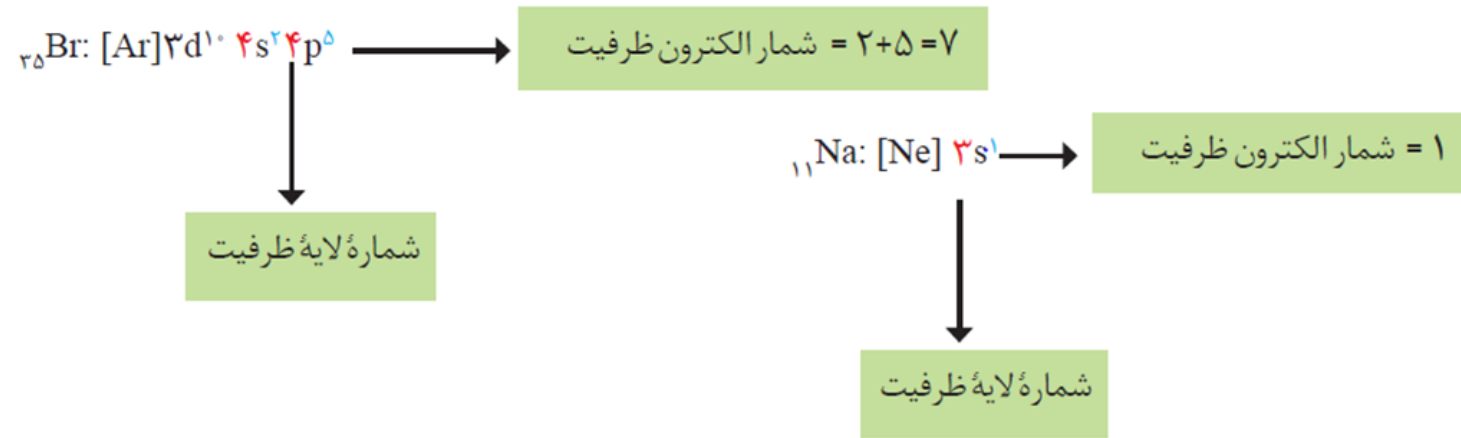 ₃₅Br: [Ar]۳d¹⁰ ۴s²۴p⁵
شمار الکترون ظرفیت = ۲+۵=۷
شمارهٔ لایهٔ ظرفیت
₁₁Na: [Ne] ۳s¹
شمار الکترون ظرفیت = ۱
شمارهٔ لایهٔ ظرفیت